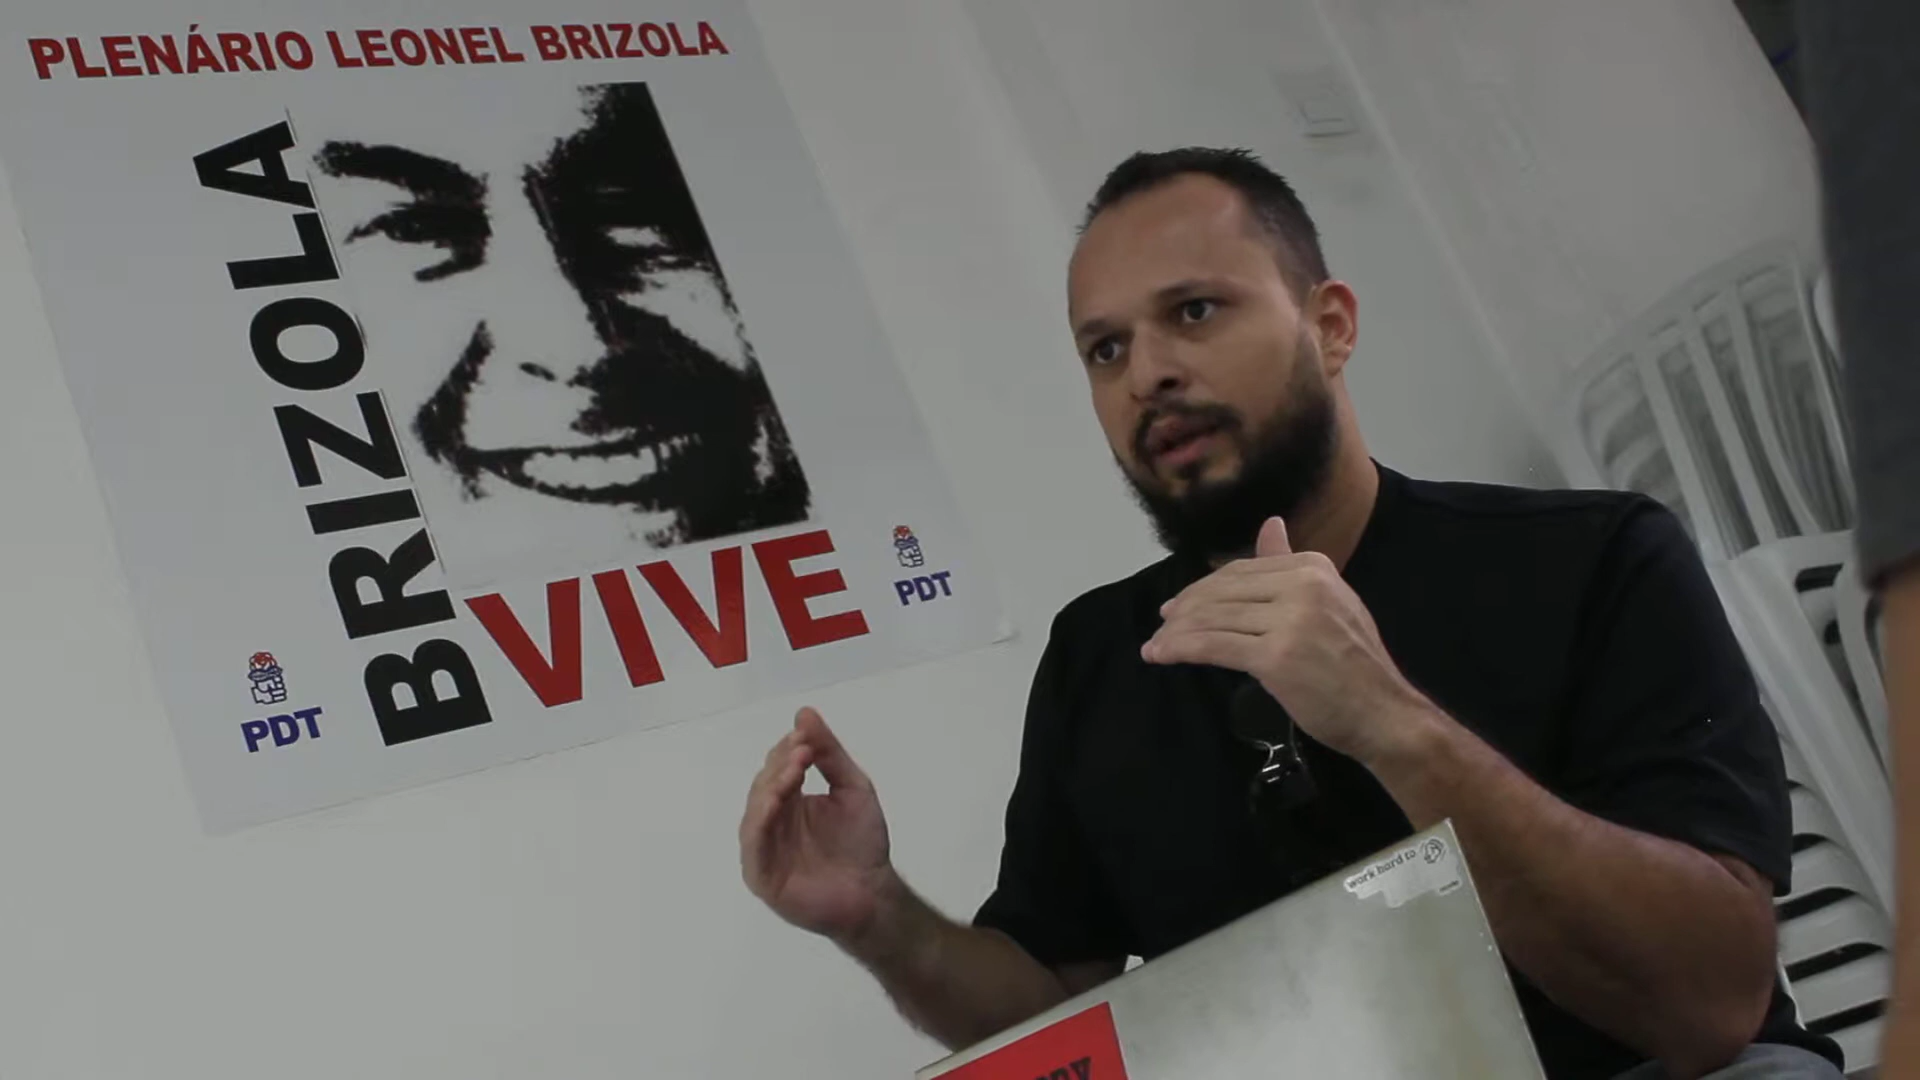 PLENÁRIO LEONEL BRIZOLA
BRIZOLA
VIVE
PDT
PDT
work hard to